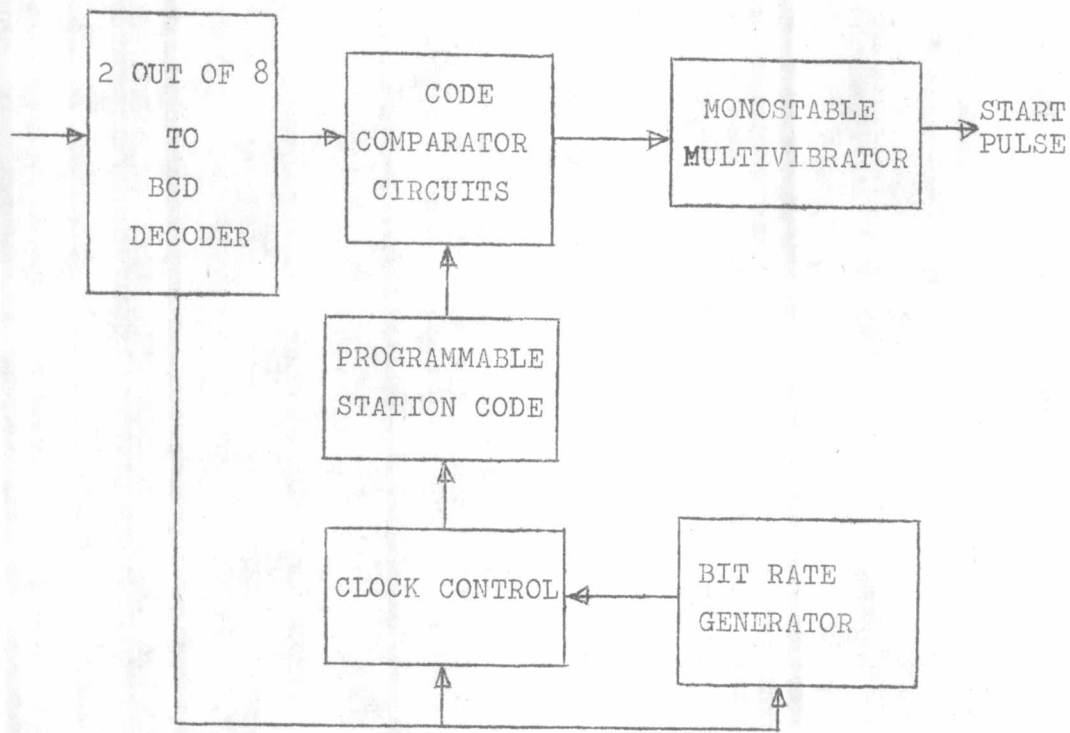 2 OUT OF 8
TO
BCD
DECODER
CODE
COMPARATOR
CIRCUITS
MONOSTABLE
MULTIVIBRATOR
START
PULSE
PROGRAMMABLE
STATION CODE
CLOCK CONTROL
BIT RATE
GENERATOR